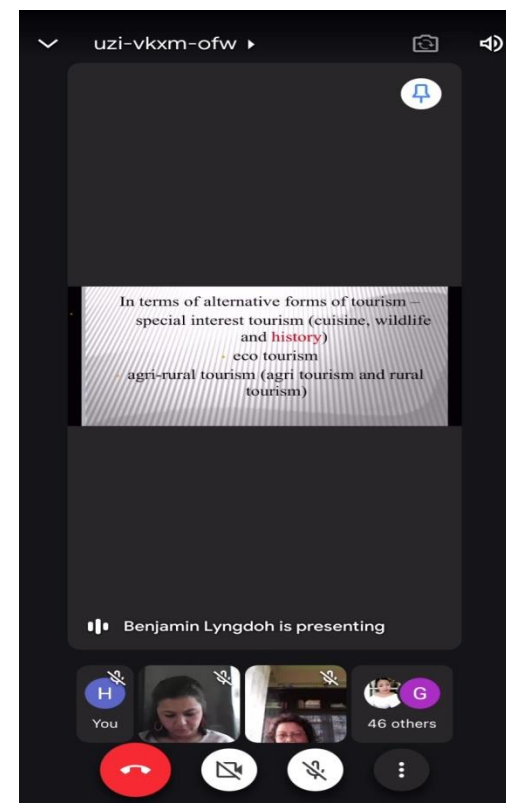 uzi-vkxm-ofw
In terms of alternative forms of tourism –
special interest tourism (cuisine, wildlife
and history)
eco tourism
agri-rural tourism (agri tourism and rural
tourism)
Benjamin Lyngdoh is presenting
H
You
G
46 others